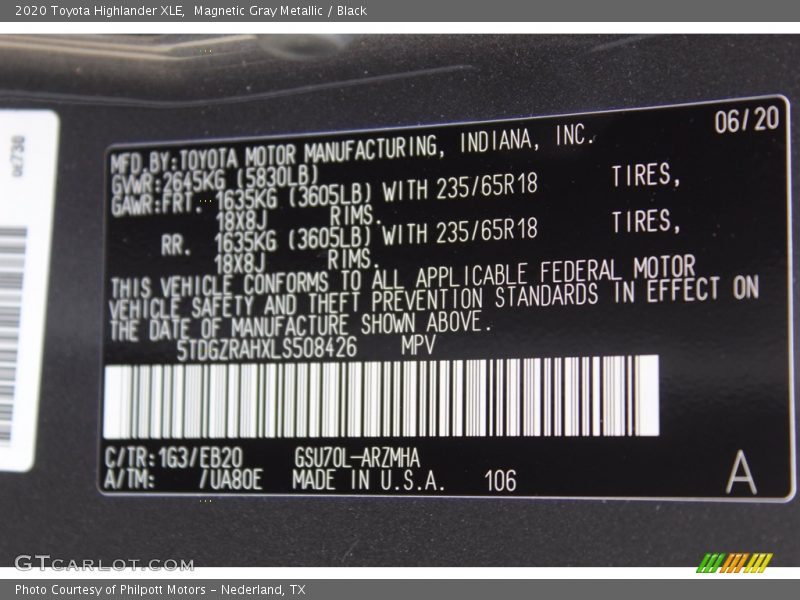 2020 Toyota Highlander XLE, Magnetic Gray Metallic / Black
0E730
06/20
MFD.BY:TOYOTA MOTOR MANUFACTURING, INDIANA, INC.
GVWR:2645KG (5830LB)
GAWR:FRT. 1635KG (3605LB) WITH 235/65R18 TIRES,
18X8J RIMS.
RR. 1635KG (3605LB) WITH 235/65R18 TIRES,
18X8J RIMS.
THIS VEHICLE CONFORMS TO ALL APPLICABLE FEDERAL MOTOR
VEHICLE SAFETY AND THEFT PREVENTION STANDARDS IN EFFECT ON
THE DATE OF MANUFACTURE SHOWN ABOVE.
5TDGZRAHXLS508426 MPV
C/TR:1G3/EB20 GSU70L-ARZMHA
A/TM: /UA80E MADE IN U.S.A. 106
A
GTCARLOT.COM
Photo Courtesy of Philpott Motors - Nederland, TX